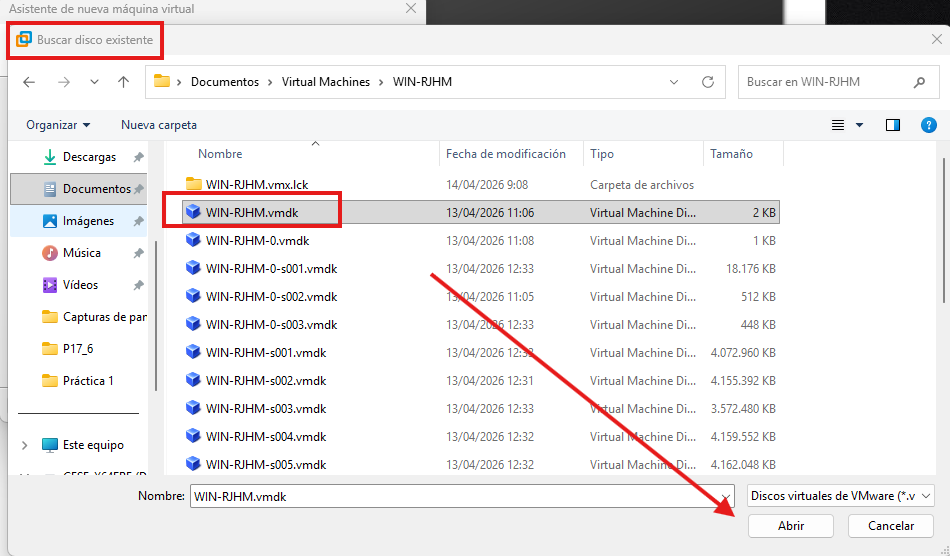 Asistente de nueva máquina virtual
Buscar disco existente
Documentos > Virtual Machines > WIN-RJHM
Buscar en WIN-RJHM
Organizar
Nueva carpeta
Descargas
Documentos
Imágenes
Música
Vídeos
Capturas de pan
P17_6
Práctica 1
Este equipo
Nombre Fecha de modificación Tipo Tamaño
WIN-RJHM.vmx.lck 14/04/2026 9:08 Carpeta de archivos
WIN-RJHM.vmdk 13/04/2026 11:06 Virtual Machine Di... 2 KB
WIN-RJHM-0.vmdk 13/04/2026 11:08 Virtual Machine Di... 1 KB
WIN-RJHM-0-s001.vmdk 13/04/2026 12:33 Virtual Machine Di... 18.176 KB
WIN-RJHM-0-s002.vmdk 13/04/2026 11:05 Virtual Machine Di... 512 KB
WIN-RJHM-0-s003.vmdk 13/04/2026 12:33 Virtual Machine Di... 448 KB
WIN-RJHM-s001.vmdk 13/04/2026 12:33 Virtual Machine Di... 4.072.960 KB
WIN-RJHM-s002.vmdk 13/04/2026 12:31 Virtual Machine Di... 4.155.392 KB
WIN-RJHM-s003.vmdk 13/04/2026 12:33 Virtual Machine Di... 3.572.480 KB
WIN-RJHM-s004.vmdk 13/04/2026 12:32 Virtual Machine Di... 4.159.552 KB
WIN-RJHM-s005.vmdk 13/04/2026 12:32 Virtual Machine Di... 4.162.048 KB
Nombre: WIN-RJHM.vmdk
Discos virtuales de VMware (*.v
Abrir
Cancelar